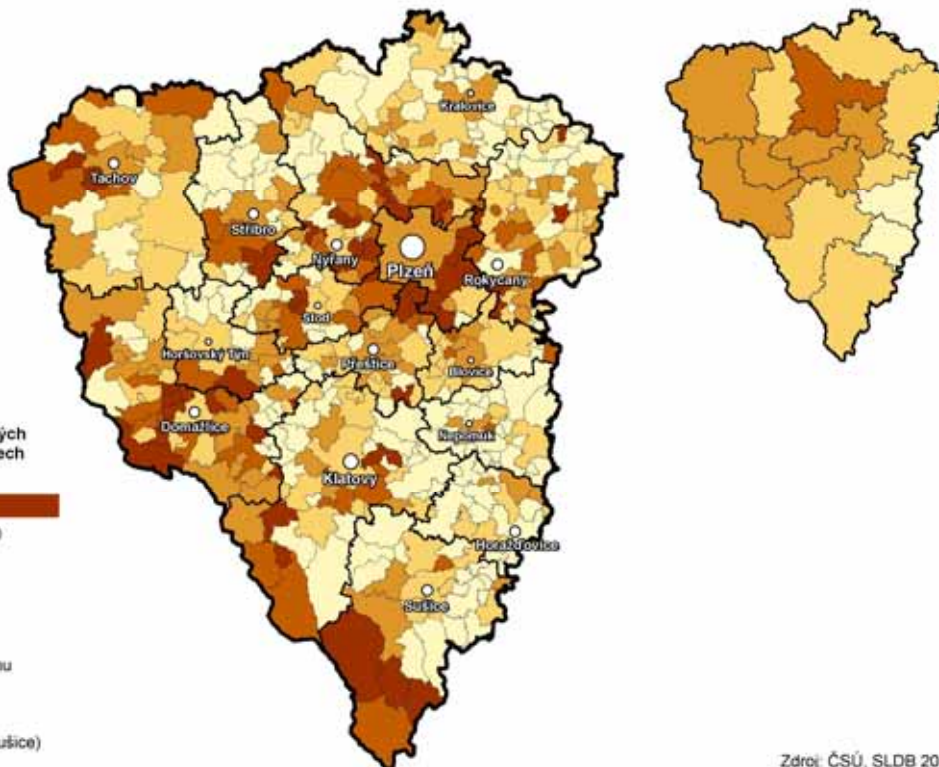 Kralovice
Tachov
Stříbro
Nýřany
Plzeň
Rokycany
Stod
Horšovský Týn
Přeštice
Blovice
Domažlice
Nepomuk
Klatovy
Horažďovice
Sušice
ých
ech
)
u
ušice)
Zdroj: ČSÚ, SLDB 20